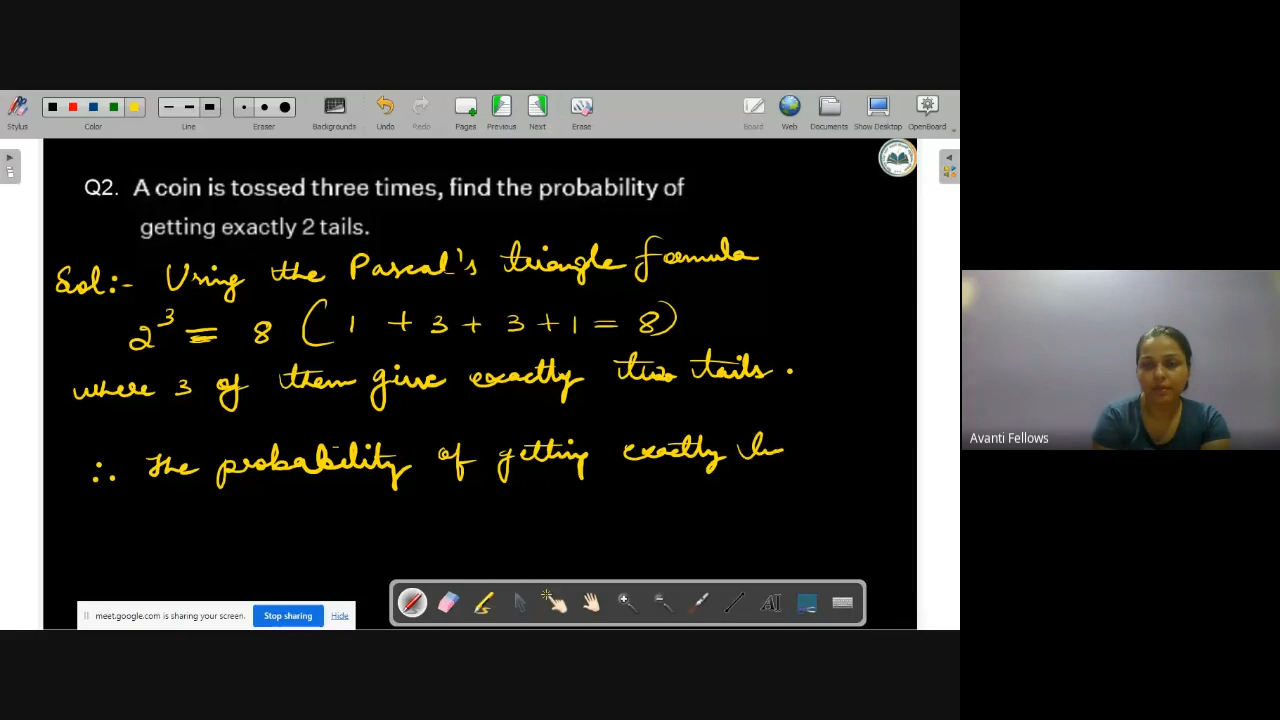 Stylus
Color
Line
Eraser
Backgrounds
Undo
Redo
Pages
Previous
Next
Erase
Board
Web
Documents
Show Desktop
OpenBoard
Q2. A coin is tossed three times, find the probability of
getting exactly 2 tails.
Sol:- Using the Pascal's triangle formula
2³ = 8 ( 1 + 3 + 3 + 1 = 8)
where 3 of them give exactly two tails.
∴ The probability of getting exactly
Avanti Fellows
meet.google.com is sharing your screen.
Stop sharing
Hide
AI